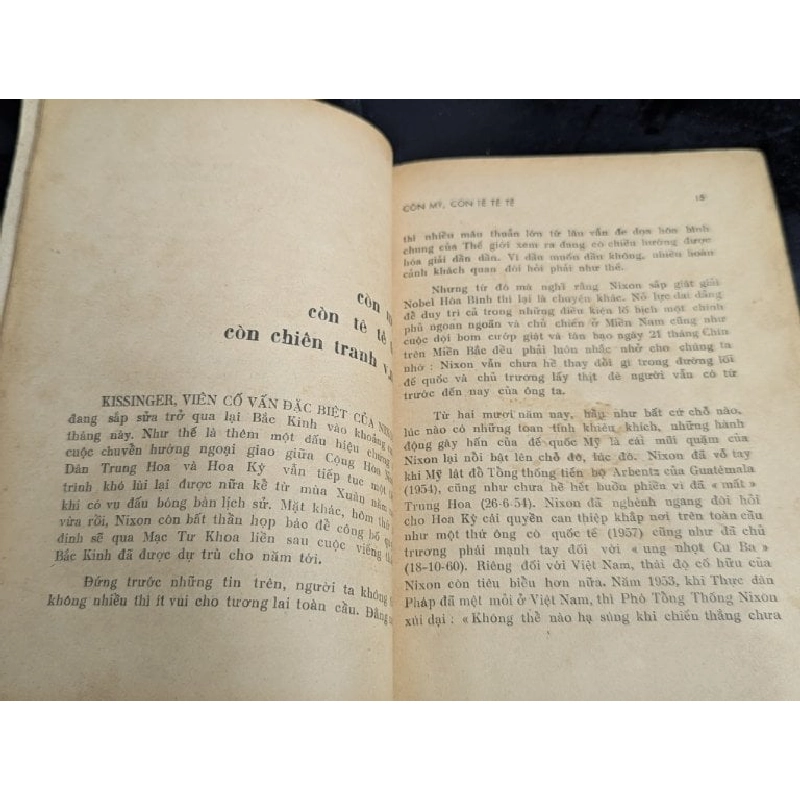 còn
còn tê tê
còn chiên tranh
KISSINGER, VIÊN CỐ VẤN ĐẶC BIỆT CỦA
đang sắp sửa trở qua lại Bắc Kinh vào khoảng
tháng này. Như thế là thêm một dấu hiệu chứng
cuộc chuyển hướng ngoại giao giữa Cộng Hòa
Dân Trung Hoa và Hoa Kỳ vẫn tiếp tục một
trình khó lùi lại được nữa kể từ mùa Xuân năm
khi có vụ đấu bóng bàn lịch sử. Mặt khác, hôm
vừa rồi, Nixon còn bất thần họp báo để công bố
định sẽ qua Mạc Tư Khoa liền sau cuộc viếng
Bắc Kinh đã được dự trù cho năm tới.
Đứng trước những tin trên, người ta không
không nhiều thì ít vui cho tương lai toàn cầu. Đằng
CÒN MỸ, CÒN TÊ TÊ TÊ
15
thì nhiều mâu thuẫn lớn từ lâu vẫn đe dọa hòa bình
chung của Thế giới xem ra đang có chiều hướng được
hóa giải dần dần. Vì dầu muốn dầu không, nhiên hoàn
cảnh khách quan đòi hỏi phải như thế.
Nhưng từ đó mà nghĩ rằng Nixon sắp giật giải
Nobel Hòa Bình thì lại là chuyện khác. Nỗ lực dai dẳng
để duy trì cả trong những điều kiện lố bịch một chính
phủ ngoan ngoãn và chủ chiến ở Miền Nam cũng như
cuộc dội bom cướp giật và tàn bạo ngày 21 tháng Chín
trên Miền Bắc đều phải luôn nhắc nhở cho chúng ta
nhớ : Nixon vẫn chưa hề thay đổi gì trong đường lối
đế quốc và chủ trương lấy thịt đè người vẫn có từ
trước đến nay của ông ta.
Từ hai mươi năm nay, hầu như bất cứ chỗ nào,
lúc nào có những toan tính khiêu khích, những hành
động gây hấn của đế-quốc Mỹ là cái mũi quặm của
Nixon lại nổi bật lên chỗ đó, lúc đó. Nixon đã vỗ tay
khi Mỹ lật đổ Tổng thống tiến bộ Arbentz của Guatémala
(1954), cũng như chưa hề hết buồn phiền vì đã « mất »
Trung Hoa (26-6-54). Nixon đã nghênh ngang đòi hỏi
cho Hoa Kỳ cái quyền can thiệp khắp nơi trên toàn cầu
như một thứ ông cò quốc tế (1957) cũng như đã chủ
trương phải mạnh tay đối với « ung nhọt Cu Ba »
(18-10-60). Riêng đối với Việt Nam, thái độ cố hữu của
Nixon còn tiêu biểu hơn nữa. Năm 1953, khi Thực dân
Pháp đã mệt mỏi ở Việt Nam, thì Phó Tổng Thống Nixon
xúi dại : « Không thể nào hạ súng khi chiến thắng chưa